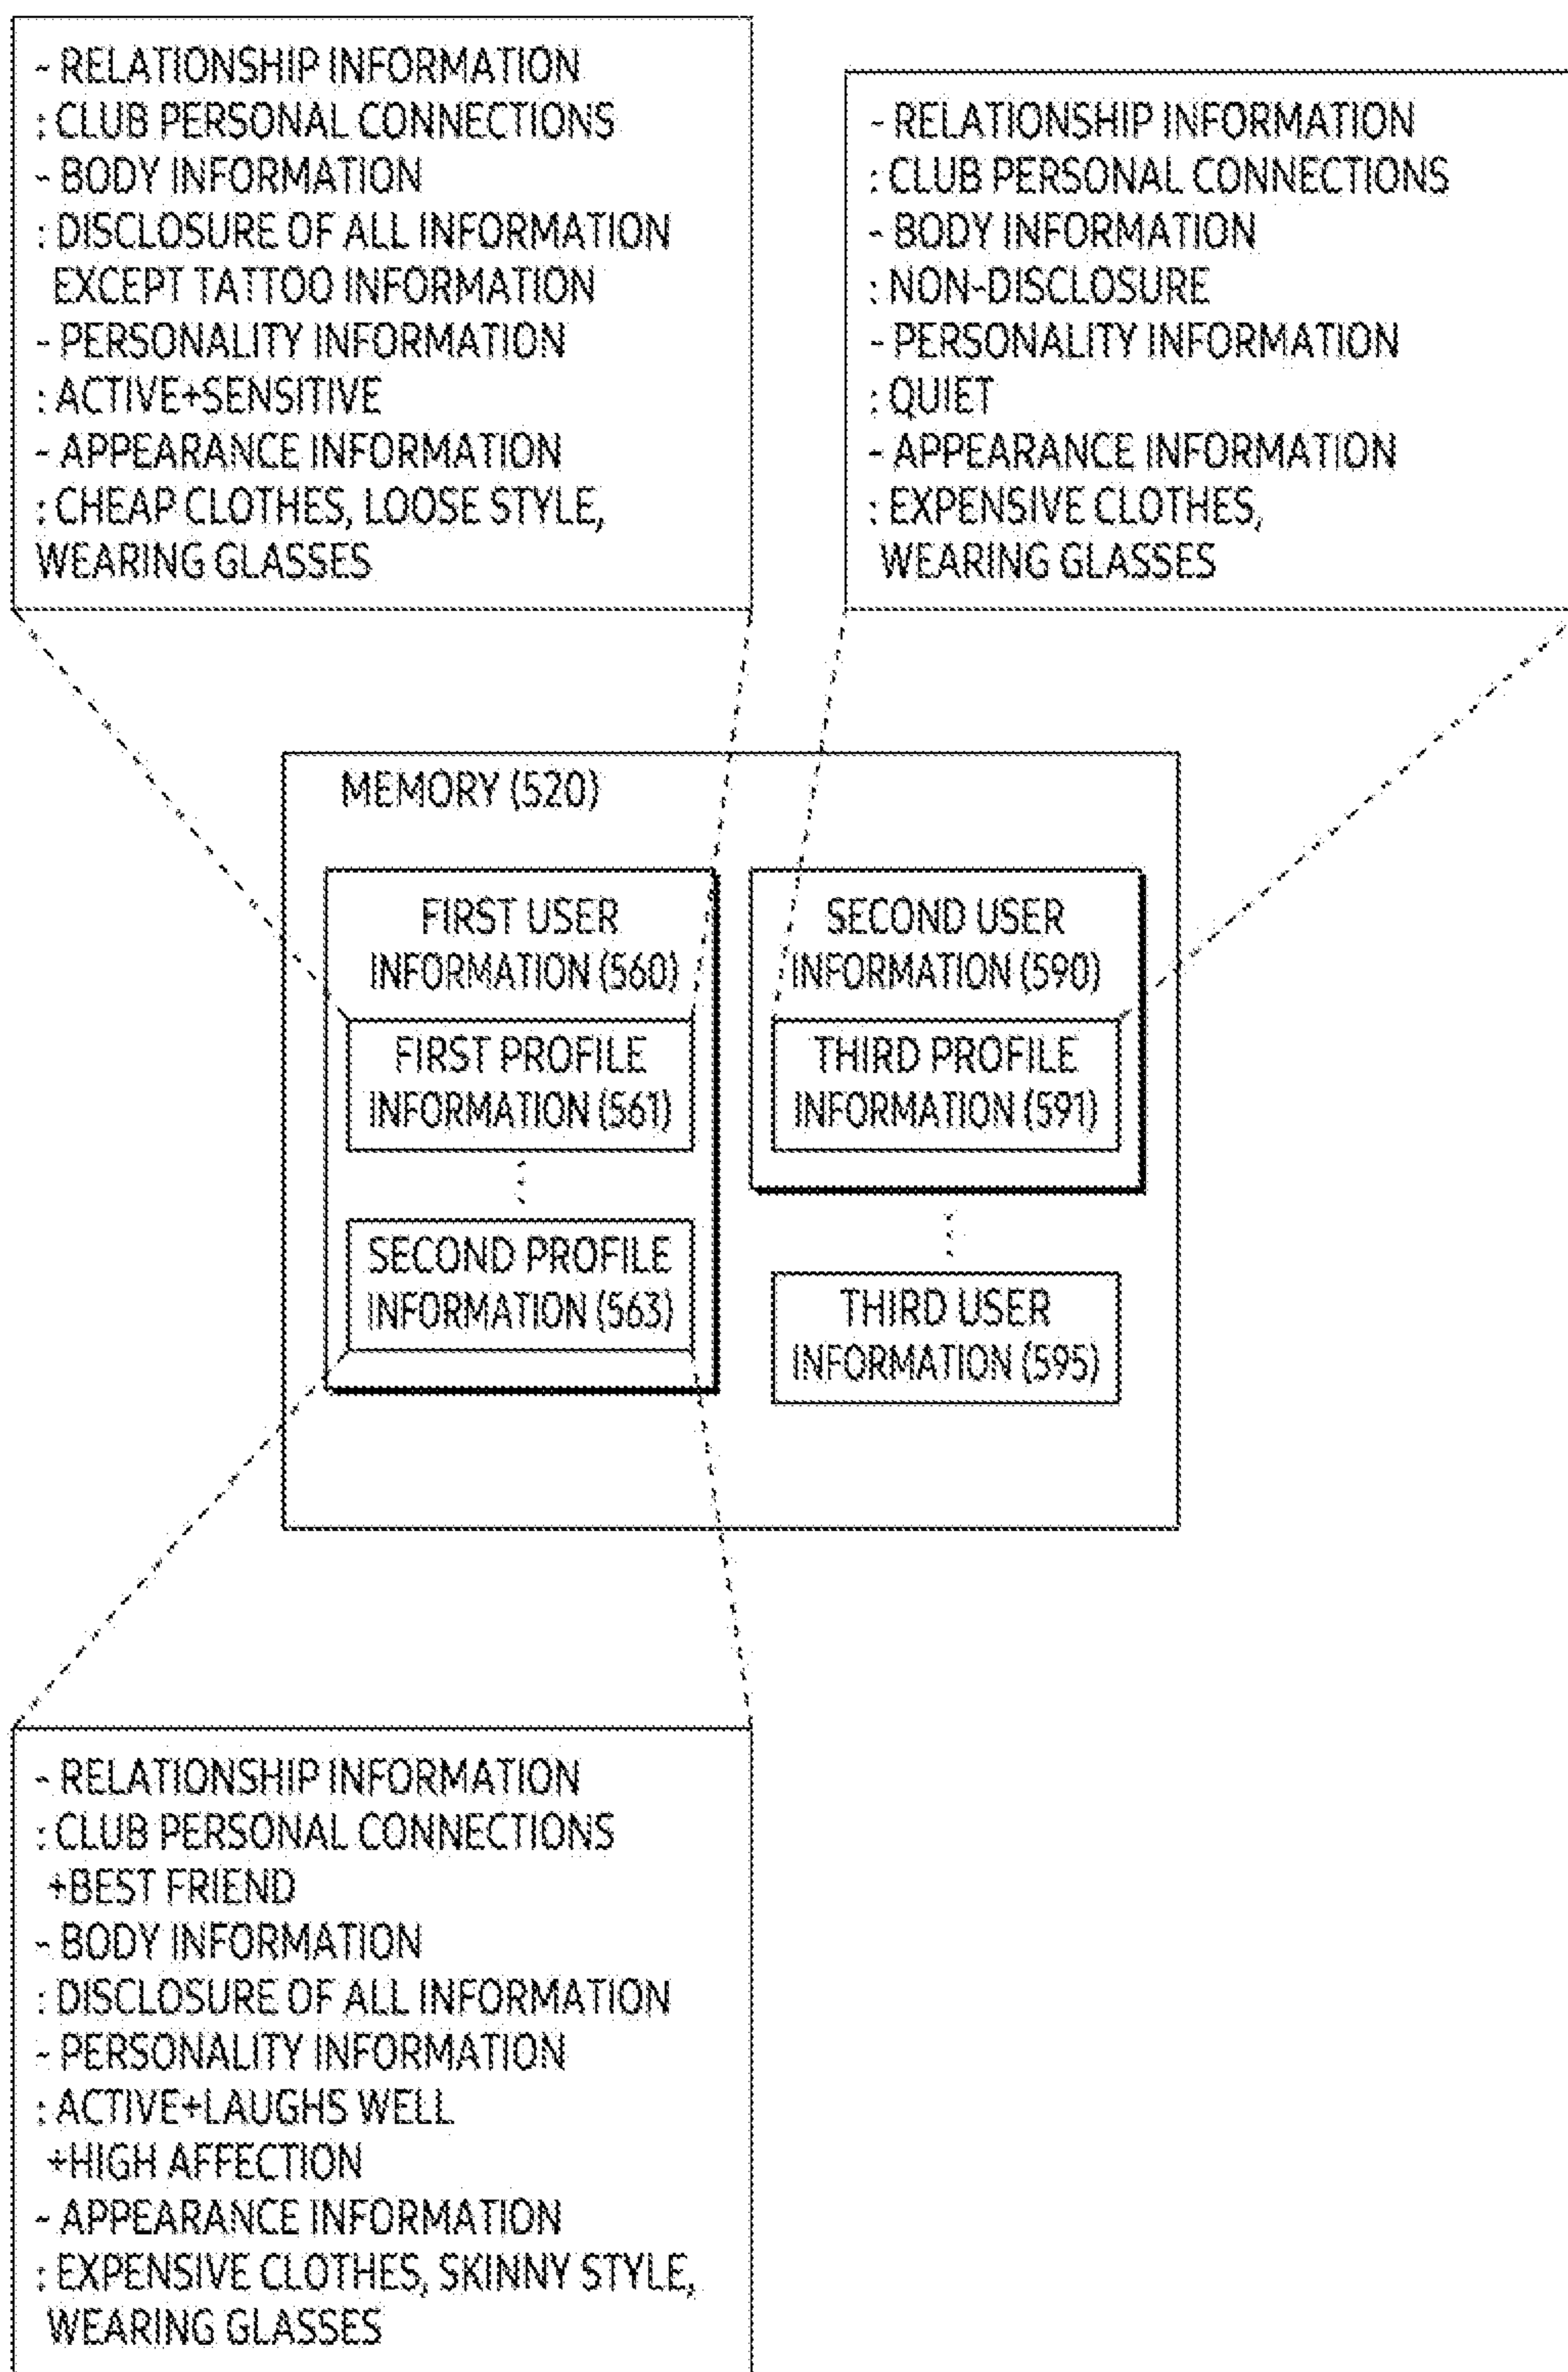 - RELATIONSHIP INFORMATION
: CLUB PERSONAL CONNECTIONS
- BODY INFORMATION
: DISCLOSURE OF ALL INFORMATION
EXCEPT TATTOO INFORMATION
- PERSONALITY INFORMATION
: ACTIVE+SENSITIVE
- APPEARANCE INFORMATION
: CHEAP CLOTHES, LOOSE STYLE,
WEARING GLASSES
- RELATIONSHIP INFORMATION
: CLUB PERSONAL CONNECTIONS
- BODY INFORMATION
: NON-DISCLOSURE
- PERSONALITY INFORMATION
: QUIET
- APPEARANCE INFORMATION
: EXPENSIVE CLOTHES,
WEARING GLASSES
MEMORY (520)
FIRST USER
INFORMATION (560)
FIRST PROFILE
INFORMATION (561)
SECOND PROFILE
INFORMATION (563)
SECOND USER
INFORMATION (590)
THIRD PROFILE
INFORMATION (591)
THIRD USER
INFORMATION (595)
- RELATIONSHIP INFORMATION
: CLUB PERSONAL CONNECTIONS
+BEST FRIEND
- BODY INFORMATION
: DISCLOSURE OF ALL INFORMATION
- PERSONALITY INFORMATION
: ACTIVE+LAUGHS WELL
+HIGH AFFECTION
- APPEARANCE INFORMATION
: EXPENSIVE CLOTHES, SKINNY STYLE,
WEARING GLASSES